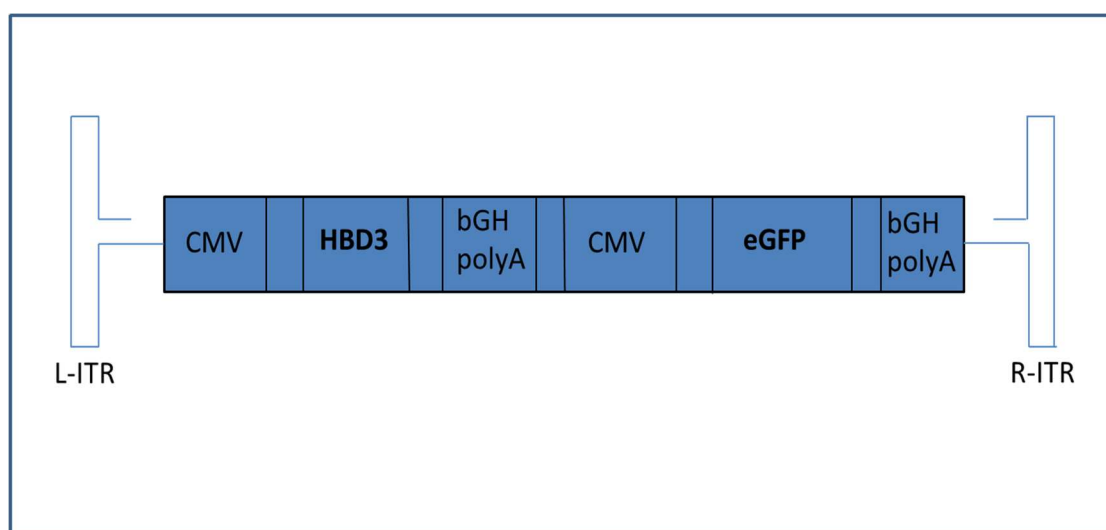 CMV
HBD3
bGH
polyA
CMV
eGFP
bGH
polyA
L-ITR
R-ITR